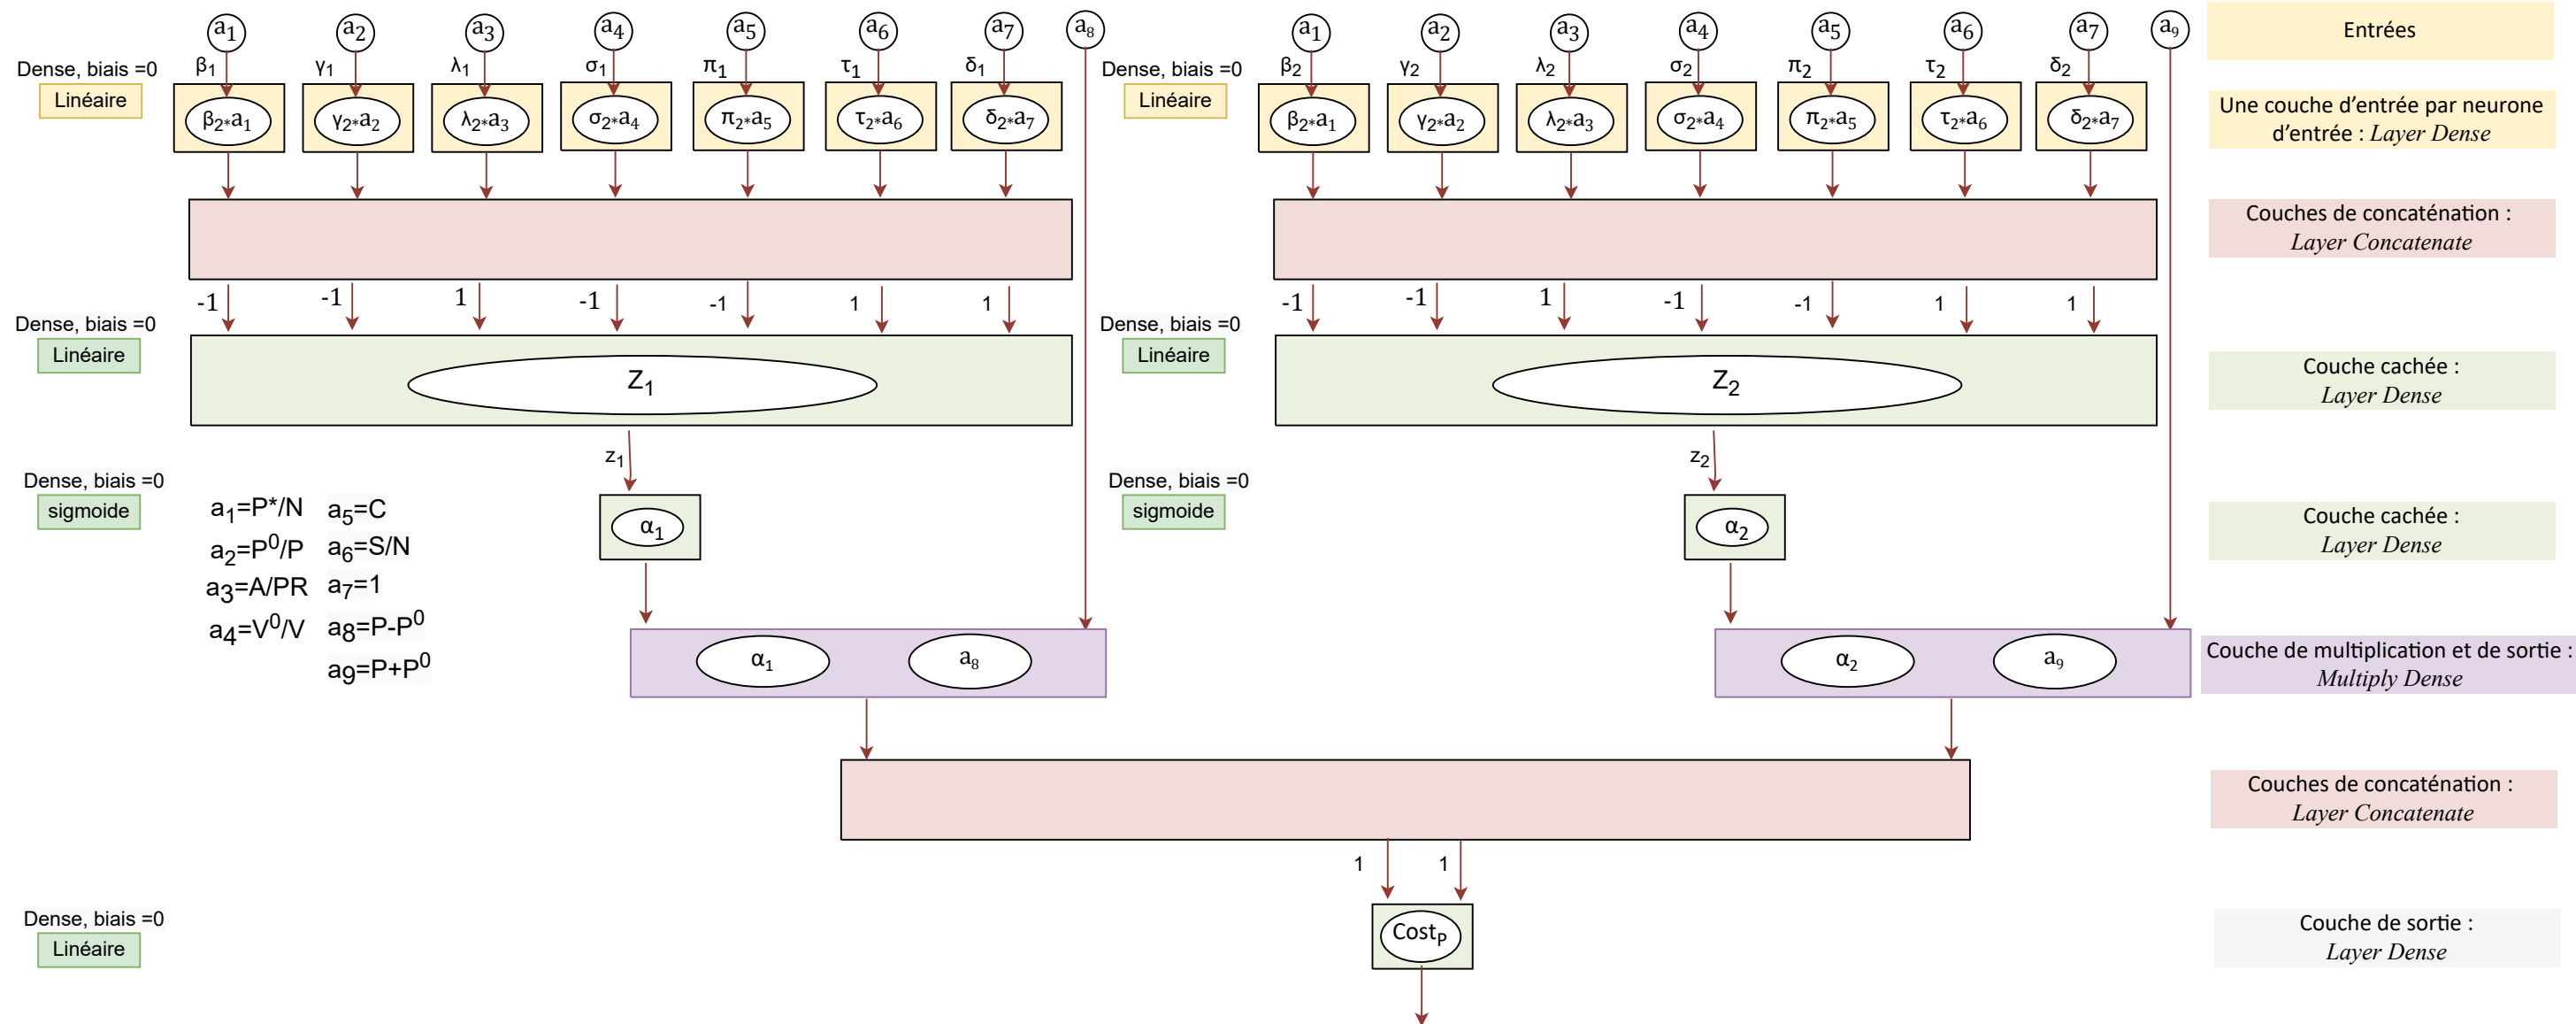 a1 a2 a3 a4 a5 a6 a7 a8 a1 a2 a3 a4 a5 a6 a7 a9 Entrées
Dense, biais =0 β1 γ1 λ1 σ1 π1 τ1 δ1 Dense, biais =0 β2 γ2 λ2 σ2 π2 τ2 δ2
Linéaire β2*a1 γ2*a2 λ2*a3 σ2*a4 π2*a5 τ2*a6 δ2*a7 Linéaire β2*a1 γ2*a2 λ2*a3 σ2*a4 π2*a5 τ2*a6 δ2*a7
Une couche d'entrée par neurone
d'entrée : Layer Dense
Couches de concaténation :
Layer Concatenate
-1 -1 1 -1 -1 1 1 -1 -1 1 -1 -1 1 1
Dense, biais =0 Dense, biais =0
Linéaire Z1 Linéaire Z2
Couche cachée :
Layer Dense
z1 z2
Dense, biais =0 Dense, biais =0
sigmoide α1 sigmoide α2
Couche cachée :
Layer Dense
a1=P*/N a5=C
a2=P0/P a6=S/N
a3=A/PR a7=1
a4=V0/V a8=P-P0
a9=P+P0
α1 a8 α2 a9
Couche de multiplication et de sortie :
Multiply Dense
Couches de concaténation :
Layer Concatenate
1 1
Dense, biais =0
Linéaire CostP
Couche de sortie :
Layer Dense